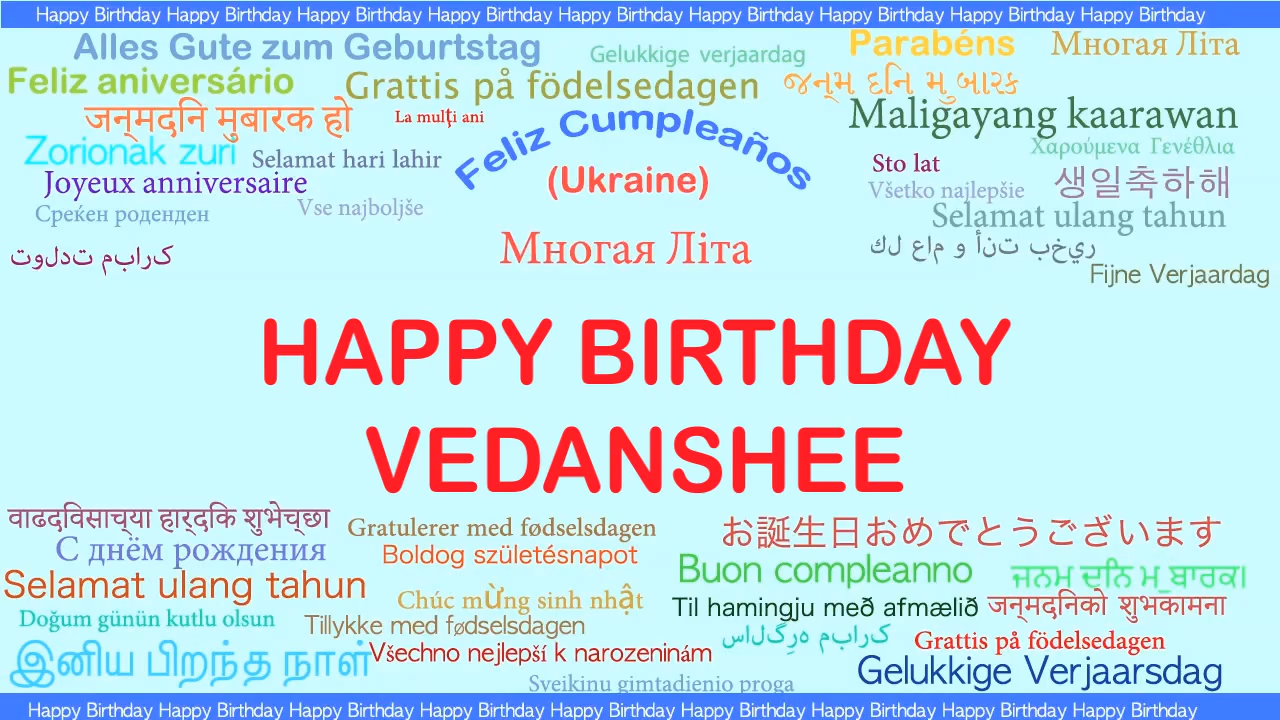 Happy Birthday Happy Birthday Happy Birthday Happy Birthday Happy Birthday Happy Birthday Happy Birthday Happy Birthday Happy Birthday
Alles Gute zum Geburtstag
Gelukkige verjaardag
Parabéns
Многая Літа
Feliz aniversário
Grattis på födelsedagen
જન્મ દિન મુબારક
जन्मदिन मुबारक हो
La mulţi ani
Feliz Cumpleaños
Maligayang kaarawan
Zorionak zuri
Selamat hari lahir
(Ukraine)
Sto lat
Χαρούμενα Γενέθλια
Joyeux anniversaire
Všetko najlepšie
생일축하해
Среќен роденден
Vse najboljše
Selamat ulang tahun
Многая Літа
تولدت مبارک
كل عام و أنت بخير
Fijne Verjaardag
HAPPY BIRTHDAY
VEDANSHEE
वाढदिवसाच्या हार्दिक शुभेच्छा
Gratulerer med fødselsdagen
お誕生日おめでとうございます
С днём рождения
Boldog születésnapot
Buon compleanno
ਜਨਮ ਦਿਨ ਮੁਬਾਰਕ।
Selamat ulang tahun
Chúc mừng sinh nhật
Til hamingju með afmælið
जन्मदिनको शुभकामना
Doğum günün kutlu olsun
Tillykke med fødselsdagen
سالگرہ مبارک
Grattis på födelsedagen
இனிய பிறந்த நாள்
Všechno nejlepší k narozeninám
Gelukkige Verjaarsdag
Sveikinu gimtadienio proga
Happy Birthday Happy Birthday Happy Birthday Happy Birthday Happy Birthday Happy Birthday Happy Birthday Happy Birthday Happy Birthday